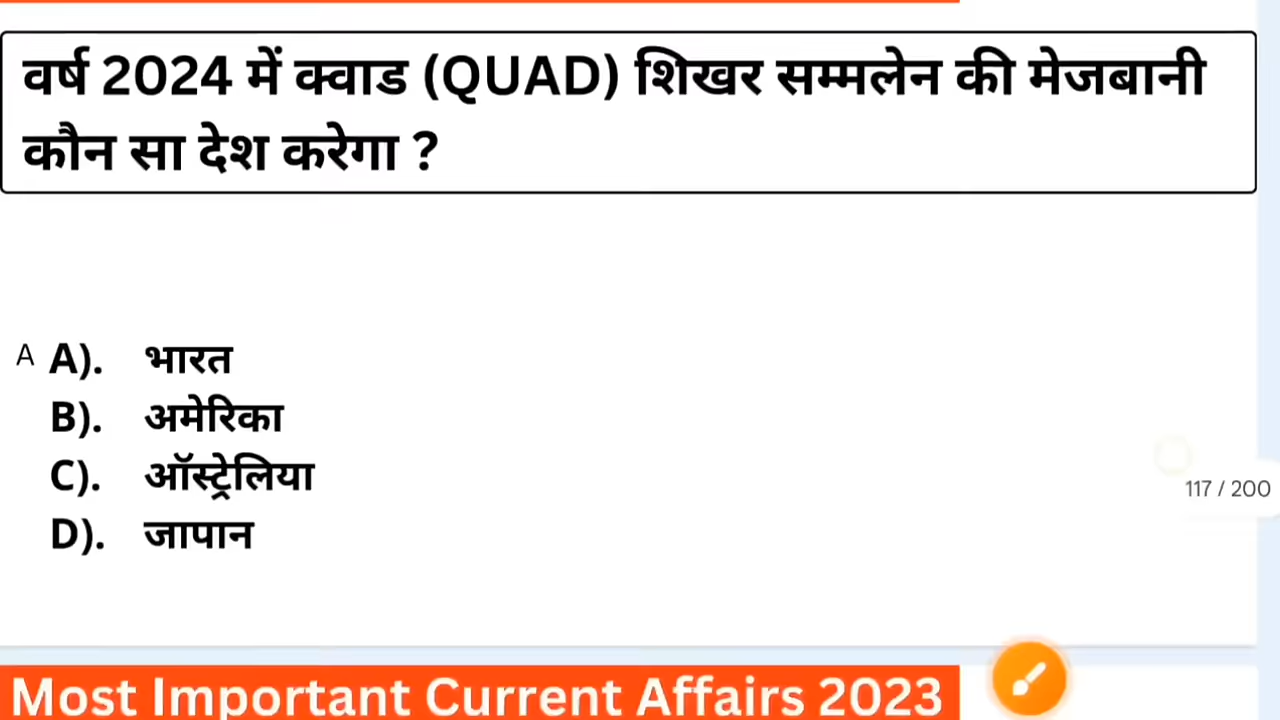 वर्ष 2024 में क्वाड (QUAD) शिखर सम्मलेन की मेजबानी
कौन सा देश करेगा ?
A A). भारत
B). अमेरिका
C). ऑस्ट्रेलिया
D). जापान
117 / 200
Most Important Current Affairs 2023